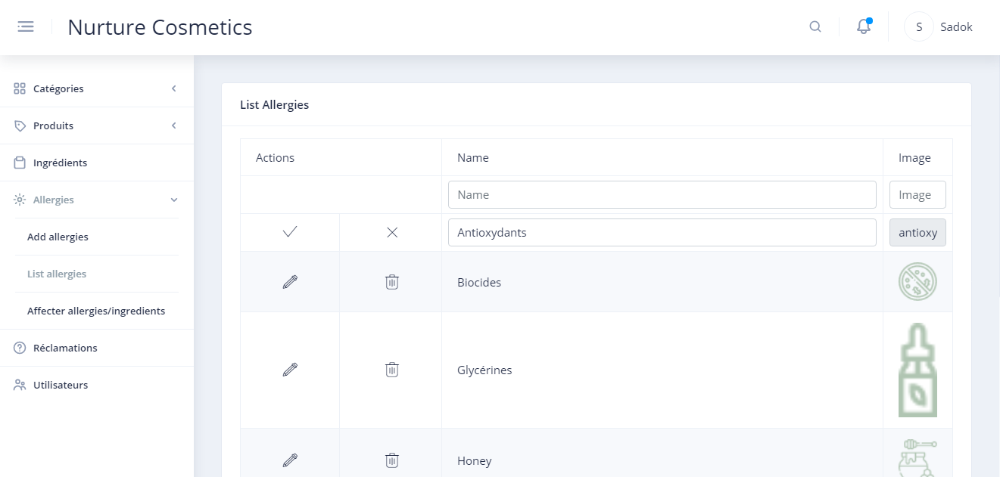 Nurture Cosmetics
S Sadok
Catégories
Produits
Ingrédients
Allergies
Add allergies
List allergies
Affecter allergies/ingredients
Réclamations
Utilisateurs
List Allergies
Actions Name Image
Name Image
Antioxydants antioxy
Biocides
Glycérines
Honey